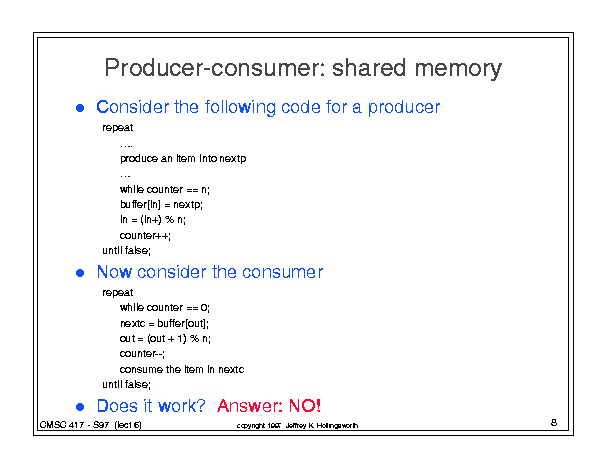 Producer-consumer: shared memory
Consider the following code for a producer
repeat
….
produce an item into nextp
…
while counter == n;
buffer[in] = nextp;
in = (in+) % n;
counter++;
until false;
Now consider the consumer
repeat
while counter == 0;
nextc = buffer[out];
out = (out + 1) % n;
counter--;
consume the item in nextc
until false;
Does it work? Answer: NO!
CMSC 417 - S97 (lect 6)
copyright 1997 Jeffrey K. Hollingsworth
8